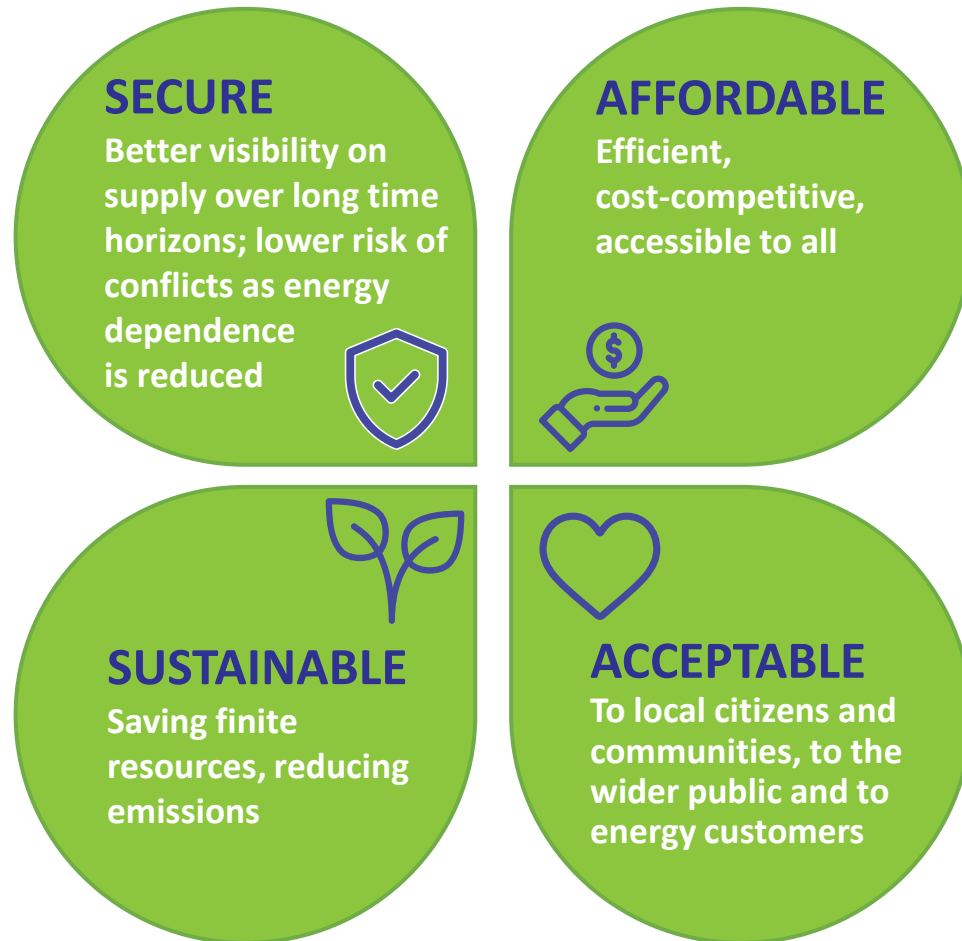 SECURE
Better visibility on
supply over long time
horizons; lower risk of
conflicts as energy
dependence
is reduced
AFFORDABLE
Efficient,
cost-competitive,
accessible to all
$
SUSTAINABLE
Saving finite
resources, reducing
emissions
ACCEPTABLE
To local citizens and
communities, to the
wider public and to
energy customers